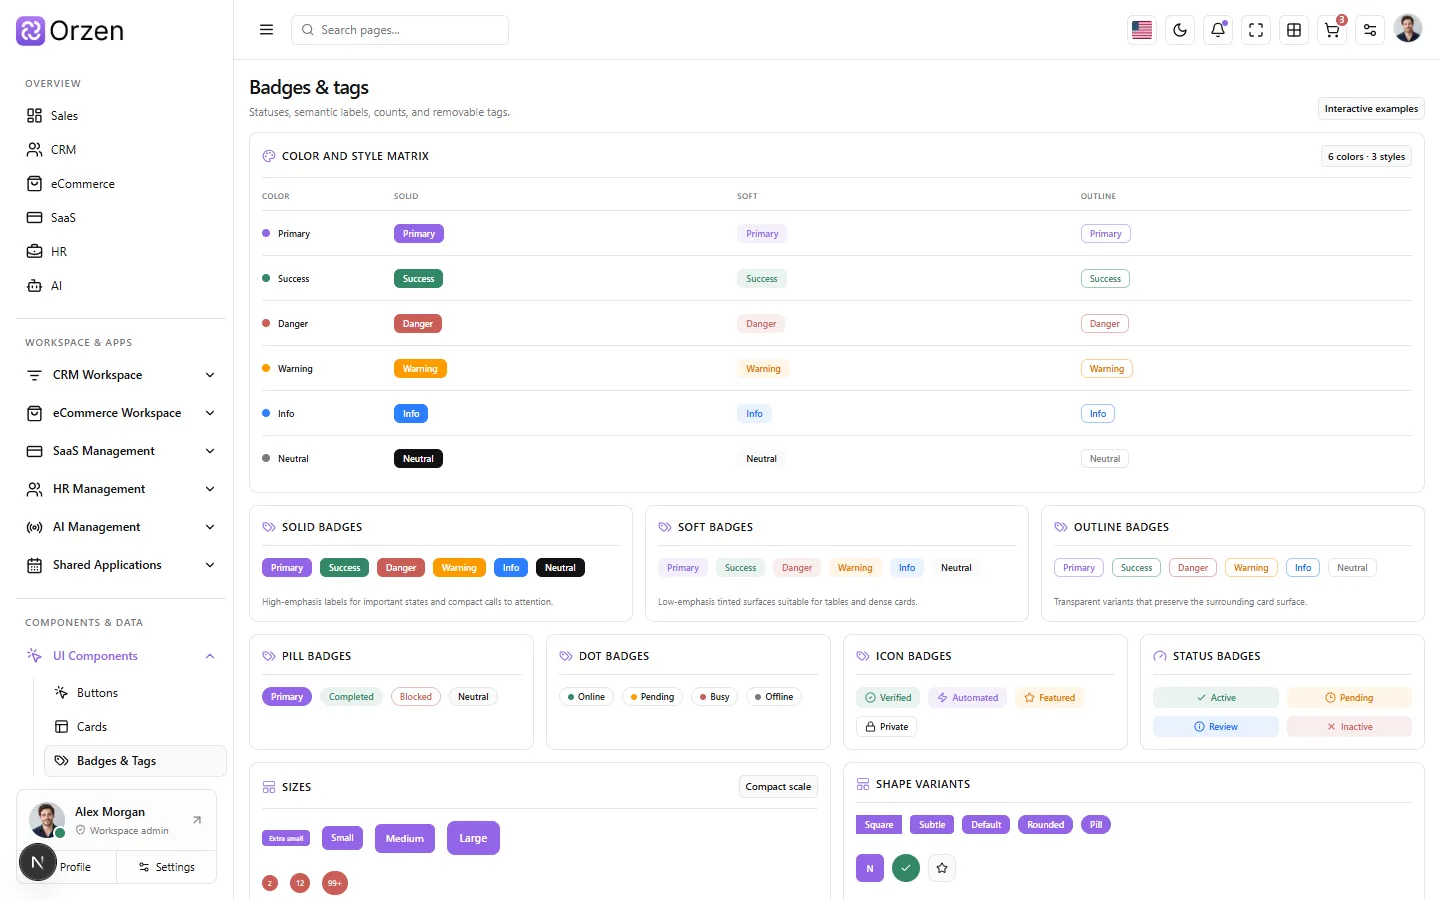 Orzen
Search pages...
3
OVERVIEW
Sales
CRM
eCommerce
SaaS
HR
AI
WORKSPACE & APPS
CRM Workspace
eCommerce Workspace
SaaS Management
HR Management
AI Management
Shared Applications
COMPONENTS & DATA
UI Components
Buttons
Cards
Badges & Tags
Alex Morgan
Workspace admin
N
Profile
Settings
Badges & tags
Statuses, semantic labels, counts, and removable tags.
Interactive examples
COLOR AND STYLE MATRIX
6 colors · 3 styles
COLOR SOLID SOFT OUTLINE
Primary Primary Primary Primary
Success Success Success Success
Danger Danger Danger Danger
Warning Warning Warning Warning
Info Info Info Info
Neutral Neutral Neutral Neutral
SOLID BADGES
Primary Success Danger Warning Info Neutral
High-emphasis labels for important states and compact calls to attention.
SOFT BADGES
Primary Success Danger Warning Info Neutral
Low-emphasis tinted surfaces suitable for tables and dense cards.
OUTLINE BADGES
Primary Success Danger Warning Info Neutral
Transparent variants that preserve the surrounding card surface.
PILL BADGES
Primary Completed Blocked Neutral
DOT BADGES
Online Pending Busy Offline
ICON BADGES
Verified Automated Featured
Private
STATUS BADGES
Active Pending
Review Inactive
SIZES
Compact scale
Extra small Small Medium Large
2 12 99+
SHAPE VARIANTS
Square Subtle Default Rounded Pill
N